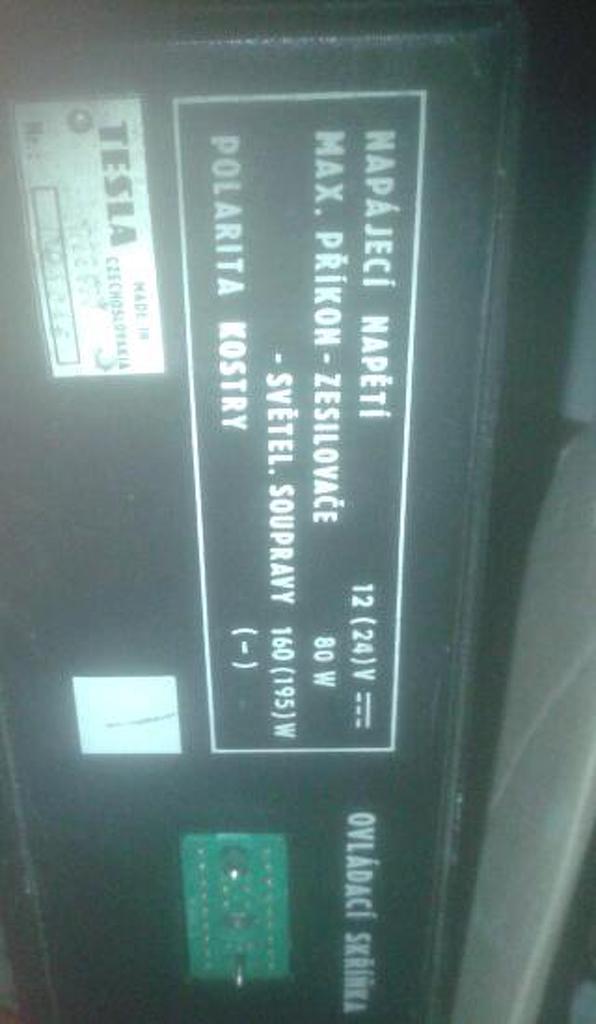 NAPÁJECÍ NAPĚTÍ 12 (24) V
MAX. PŘÍKON - ZESILOVAČE 80 W
- SVĚTEL. SOUPRAVY 160 (195) W
POLARITA KOSTRY (-)
OVLÁDACÍ SKŘÍŇKA
TESLA
MADE IN
CZECHOSLOVAKIA
Nr.: